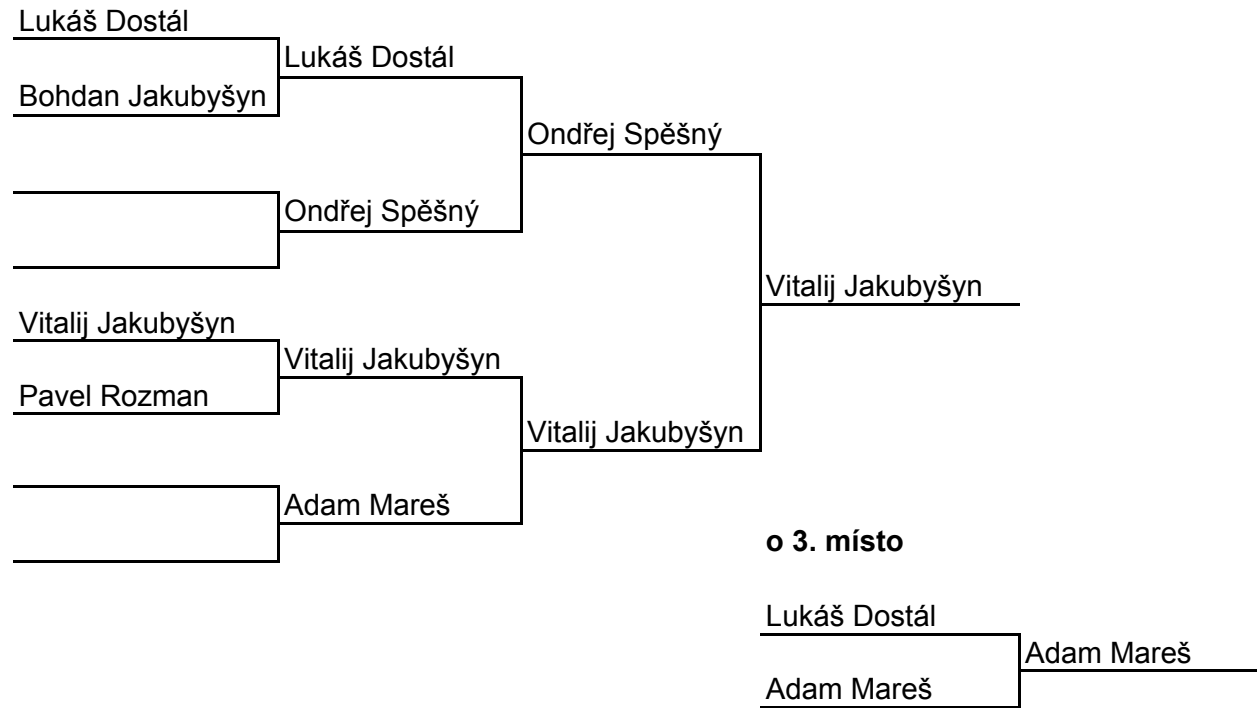 Lukáš Dostál
Lukáš Dostál
Bohdan Jakubyšyn
Ondřej Spěšný
Ondřej Spěšný
Vitalij Jakubyšyn
Vitalij Jakubyšyn
Vitalij Jakubyšyn
Pavel Rozman
Vitalij Jakubyšyn
Adam Mareš
o 3. místo
Lukáš Dostál
Adam Mareš
Adam Mareš